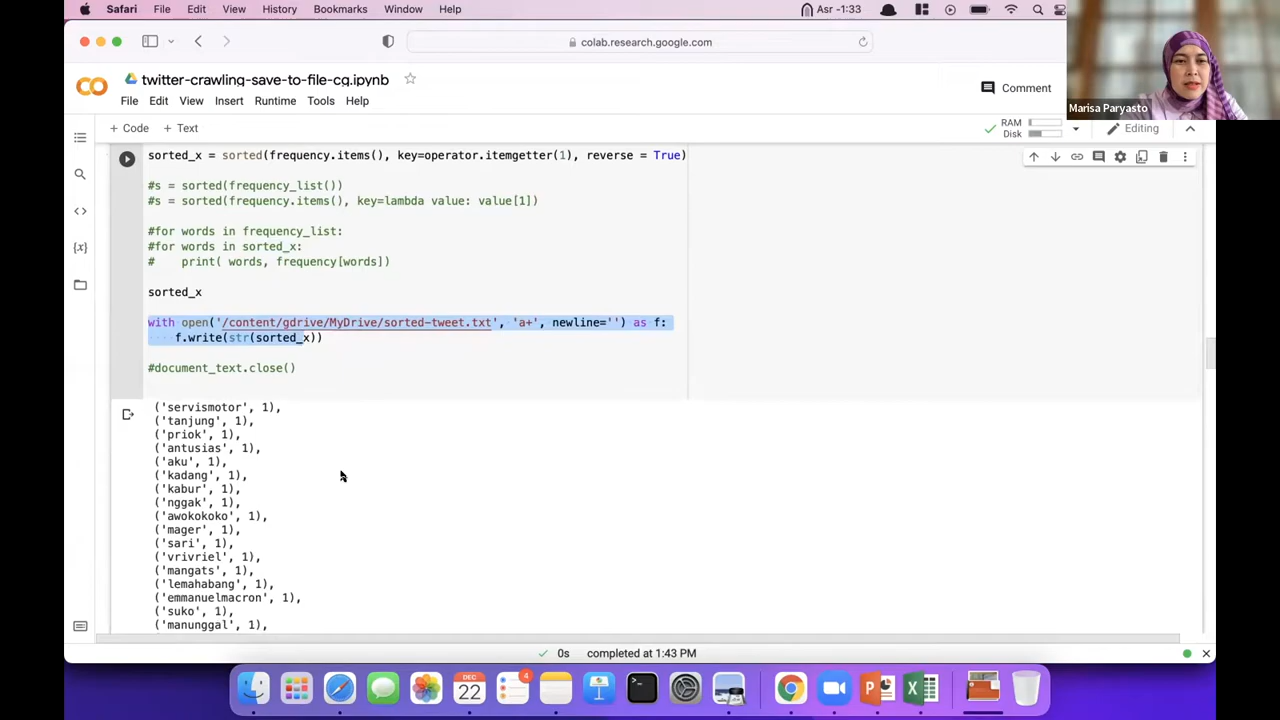 Safari File Edit View History Bookmarks Window Help Asr -1:33
colab.research.google.com
twitter-crawling-save-to-file-cg.ipynb
Comment
File Edit View Insert Runtime Tools Help
+ Code + Text
RAM
Disk
Editing
Marisa Paryasto
sorted_x = sorted(frequency.items(), key=operator.itemgetter(1), reverse = True)
#s = sorted(frequency_list())
#s = sorted(frequency.items(), key=lambda value: value[1])
#for words in frequency_list:
#for words in sorted_x:
# print( words, frequency[words])
sorted_x
with open('/content/gdrive/MyDrive/sorted-tweet.txt', 'a+', newline='') as f:
f.write(str(sorted_x))
#document_text.close()
('servismotor', 1),
('tanjung', 1),
('priok', 1),
('antusias', 1),
('aku', 1),
('kadang', 1),
('kabur', 1),
('nggak', 1),
('awokokoko', 1),
('mager', 1),
('sari', 1),
('vrivriel', 1),
('mangats', 1),
('lemahabang', 1),
('emmanuelmacron', 1),
('suko', 1),
('manunggal', 1),
0s completed at 1:43 PM
DEC
22
4